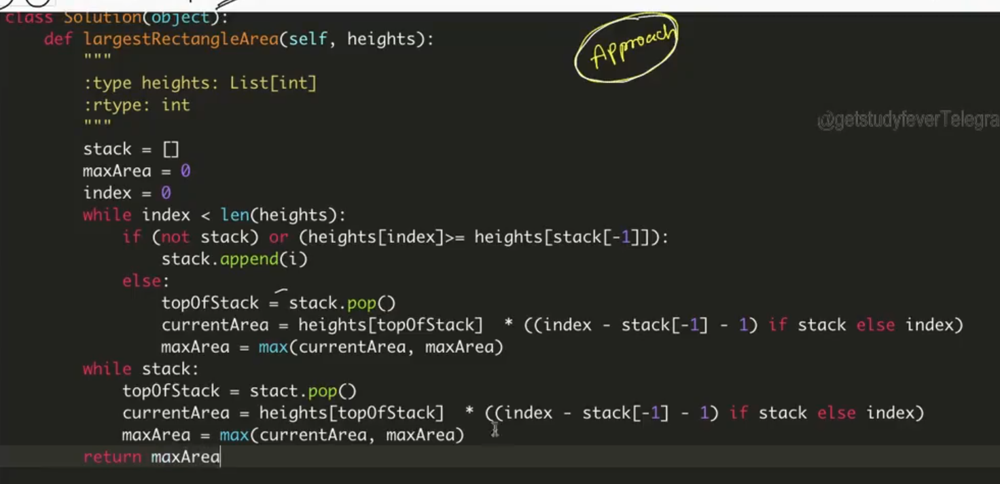 class Solution(object):
def largestRectangleArea(self, heights):
"""
:type heights: List[int]
:rtype: int
"""
stack = []
maxArea = 0
index = 0
while index < len(heights):
if (not stack) or (heights[index]>= heights[stack[-1]]):
stack.append(i)
else:
topOfStack = stack.pop()
currentArea = heights[topOfStack]  * ((index - stack[-1] - 1) if stack else index)
maxArea = max(currentArea, maxArea)
while stack:
topOfStack = stact.pop()
currentArea = heights[topOfStack]  * ((index - stack[-1] - 1) if stack else index)
maxArea = max(currentArea, maxArea)
return maxArea
Approach
@getstudyfeverTelegra